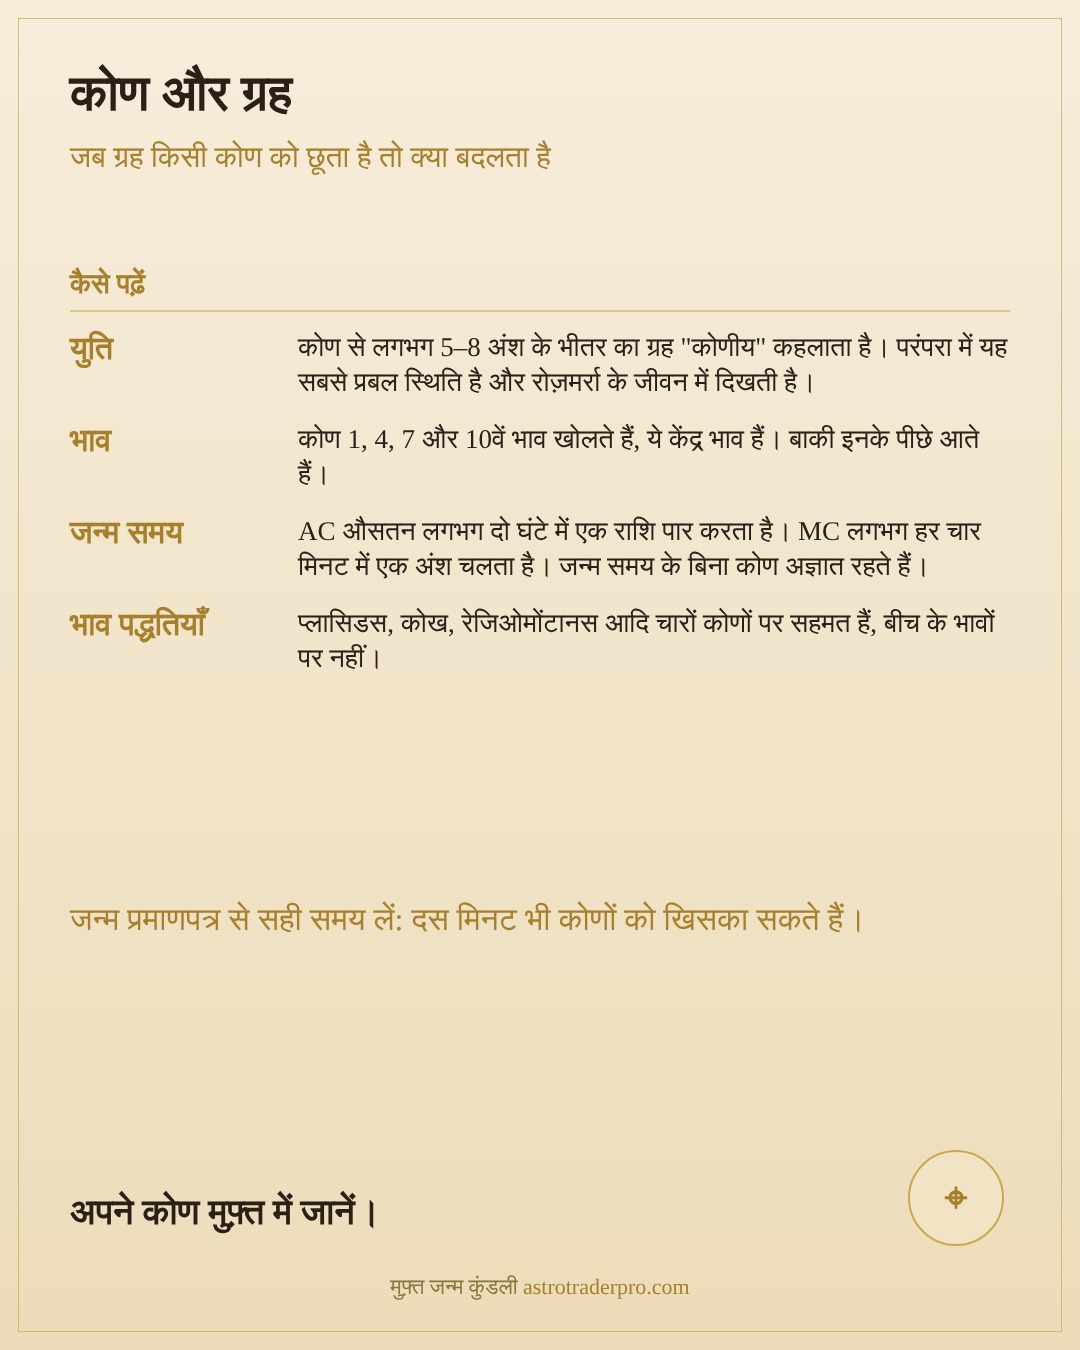 कोण और ग्रह
जब ग्रह किसी कोण को छूता है तो क्या बदलता है
कैसे पढ़ें
युति
कोण से लगभग 5–8 अंश के भीतर का ग्रह "कोणीय" कहलाता है। परंपरा में यह
सबसे प्रबल स्थिति है और रोज़मर्रा के जीवन में दिखती है।
भाव
कोण 1, 4, 7 और 10वें भाव खोलते हैं, ये केंद्र भाव हैं। बाकी इनके पीछे आते
हैं।
जन्म समय
AC औसतन लगभग दो घंटे में एक राशि पार करता है। MC लगभग हर चार
मिनट में एक अंश चलता है। जन्म समय के बिना कोण अज्ञात रहते हैं।
भाव पद्धतियाँ
प्लासिडस, कोख, रेजिओमोंटानस आदि चारों कोणों पर सहमत हैं, बीच के भावों
पर नहीं।
जन्म प्रमाणपत्र से सही समय लें: दस मिनट भी कोणों को खिसका सकते हैं।
अपने कोण मुफ़्त में जानें।
मुफ़्त जन्म कुंडली astrotraderpro.com